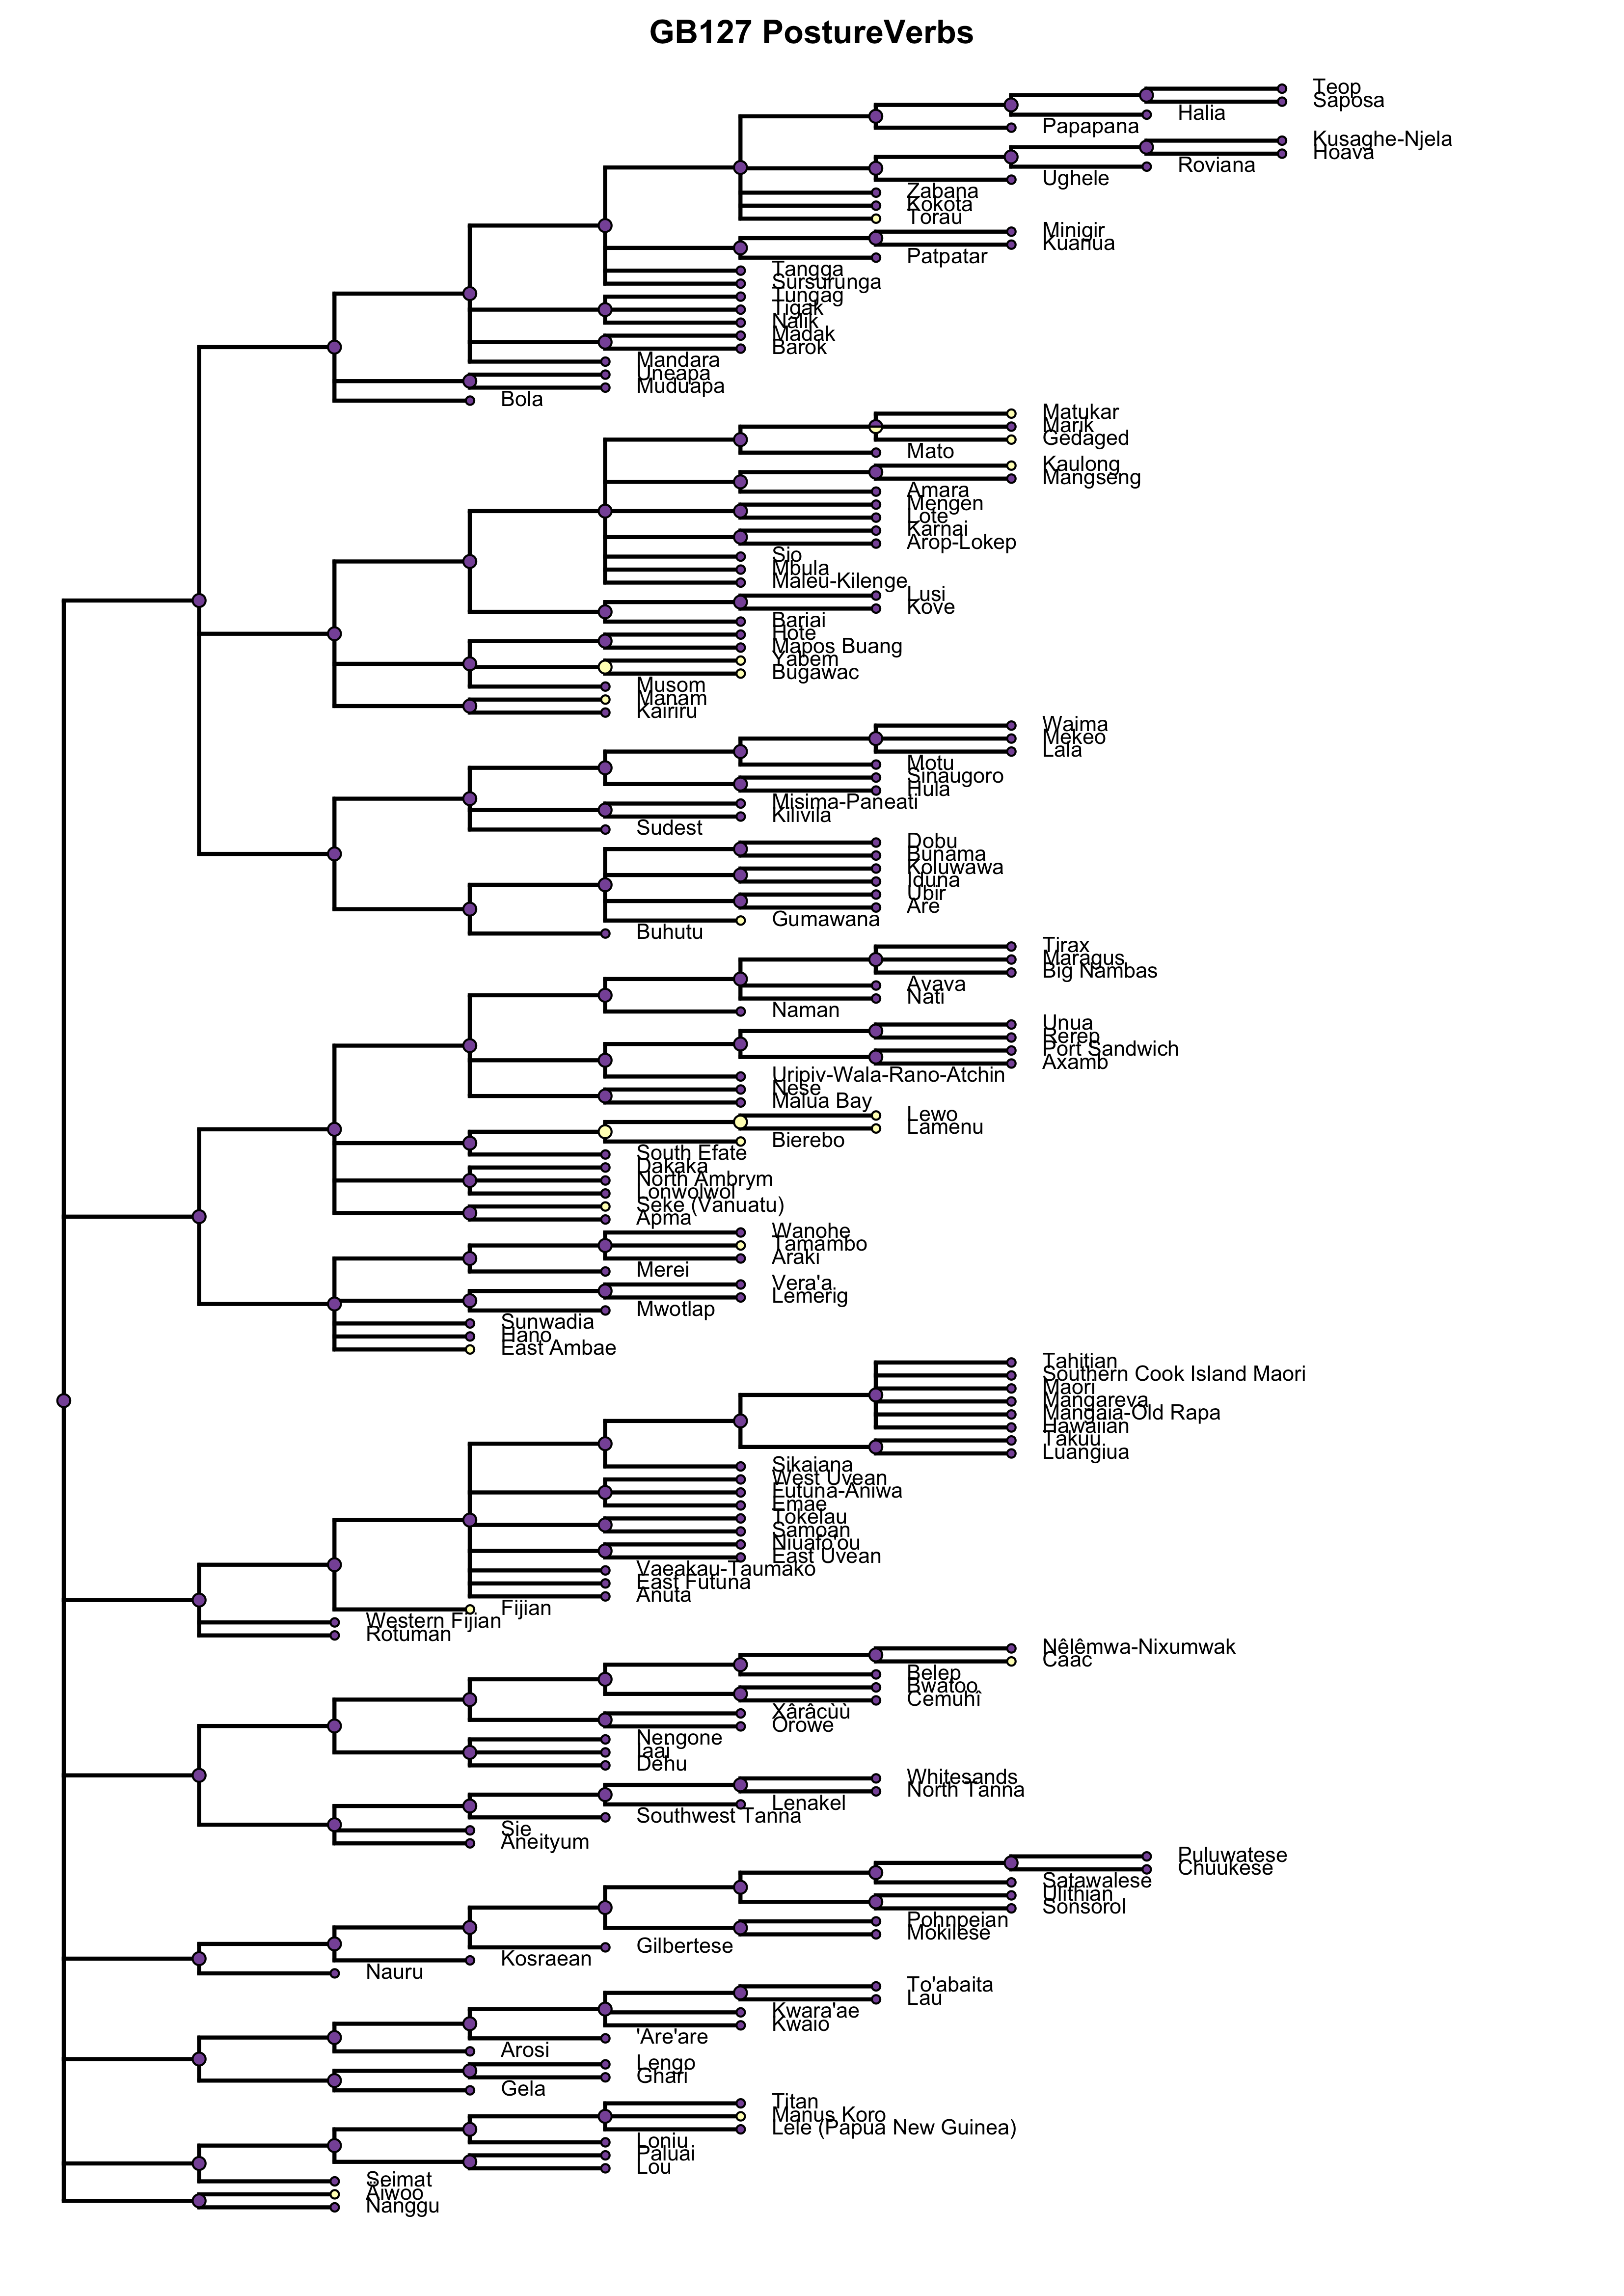 GB127 PostureVerbs
Teop
Saposa
Halia
Papapana
Kusaghe-Njela
Hoava
Roviana
Ughele
Zabana
Kokota
Torau
Minigir
Kuanua
Patpatar
Tangga
Sursurunga
Tungag
Tigak
Nalik
Madak
Barok
Mandara
Uneapa
Muduapa
Bola
Matukar
Marik
Gedaged
Mato
Kaulong
Mangseng
Amara
Mengen
Lote
Karnai
Arop-Lokep
Sio
Mbula
Maleu-Kilenge
Lusi
Kove
Bariai
Hote
Mapos Buang
Yabem
Bugawac
Musom
Manam
Kairiru
Waima
Mekeo
Lala
Motu
Sinaugoro
Hula
Misima-Paneati
Kilivila
Sudest
Dobu
Bunama
Koluwawa
Iduna
Ubir
Are
Gumawana
Buhutu
Tirax
Maragus
Big Nambas
Avava
Nati
Naman
Unua
Rerep
Port Sandwich
Axamb
Uripiv-Wala-Rano-Atchin
Nese
Malua Bay
Lewo
Lamenu
Bierebo
South Efate
Dakaka
North Ambrym
Lonwolwol
Seke (Vanuatu)
Apma
Wanohe
Tamambo
Araki
Merei
Vera'a
Lemerig
Mwotlap
Sunwadia
Hano
East Ambae
Tahitian
Southern Cook Island Maori
Maori
Mangareva
Mangaia-Old Rapa
Hawaiian
Takuu
Luangiua
Sikaiana
West Uvean
Futuna-Aniwa
Emae
Tokelau
Samoan
Niuafo'ou
East Uvean
Vaeakau-Taumako
East Futuna
Anuta
Fijian
Western Fijian
Rotuman
Nêlêmwa-Nixumwak
Caac
Belep
Bwatoo
Cemuhî
Xârâcùù
Orowe
Nengone
Iaai
Dehu
Whitesands
North Tanna
Lenakel
Southwest Tanna
Sie
Aneityum
Puluwatese
Chuukese
Satawalese
Ulithian
Sonsorol
Pohnpeian
Mokilese
Gilbertese
Kosraean
Nauru
To'abaita
Lau
Kwara'ae
Kwaio
'Are'are
Arosi
Lengo
Ghari
Gela
Titan
Manus Koro
Lele (Papua New Guinea)
Loniu
Paluai
Lou
Seimat
Äiwoo
Nanggu